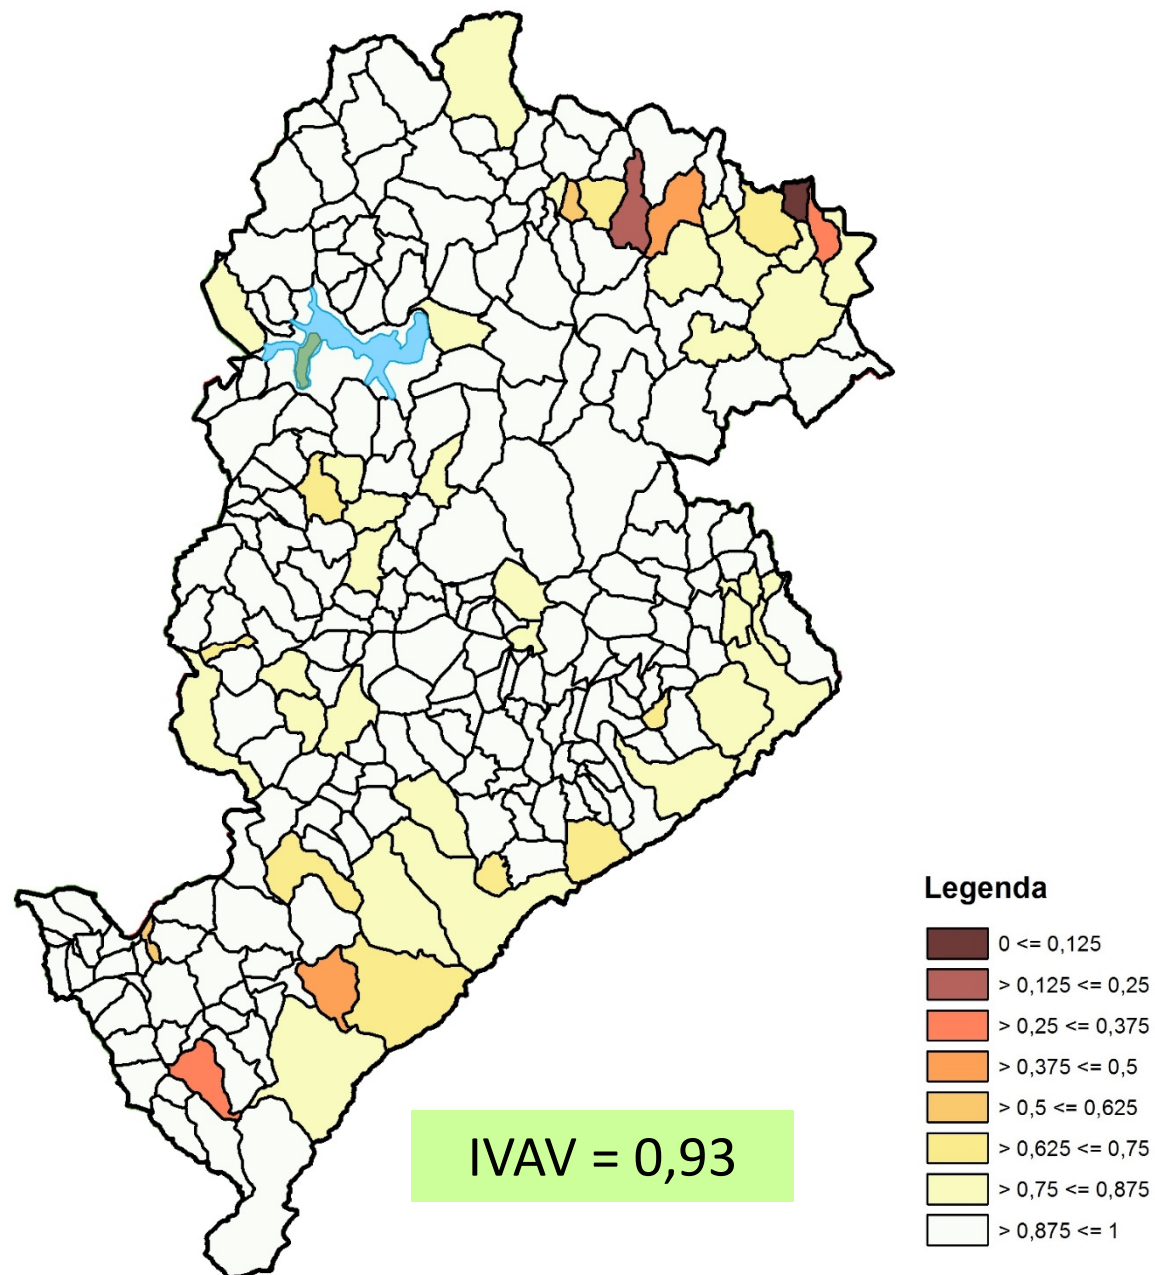 Legenda
0 <= 0,125
> 0,125 <= 0,25
> 0,25 <= 0,375
> 0,375 <= 0,5
> 0,5 <= 0,625
> 0,625 <= 0,75
> 0,75 <= 0,875
> 0,875 <= 1
IVAV = 0,93